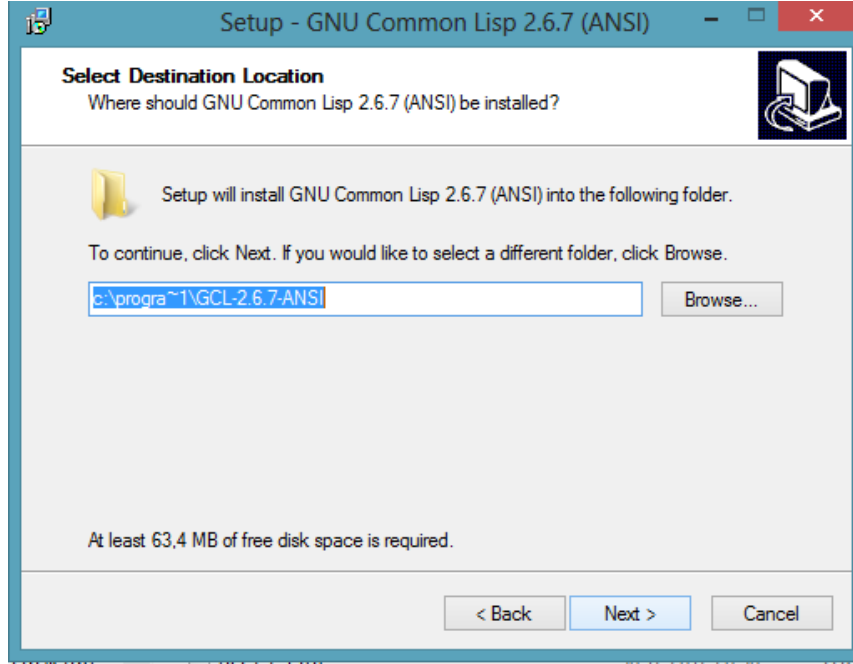 Setup - GNU Common Lisp 2.6.7 (ANSI)
Select Destination Location
Where should GNU Common Lisp 2.6.7 (ANSI) be installed?
Setup will install GNU Common Lisp 2.6.7 (ANSI) into the following folder.
To continue, click Next. If you would like to select a different folder, click Browse.
c:\progra~1\GCL-2.6.7-ANSI
Browse...
At least 63,4 MB of free disk space is required.
< Back
Next >
Cancel